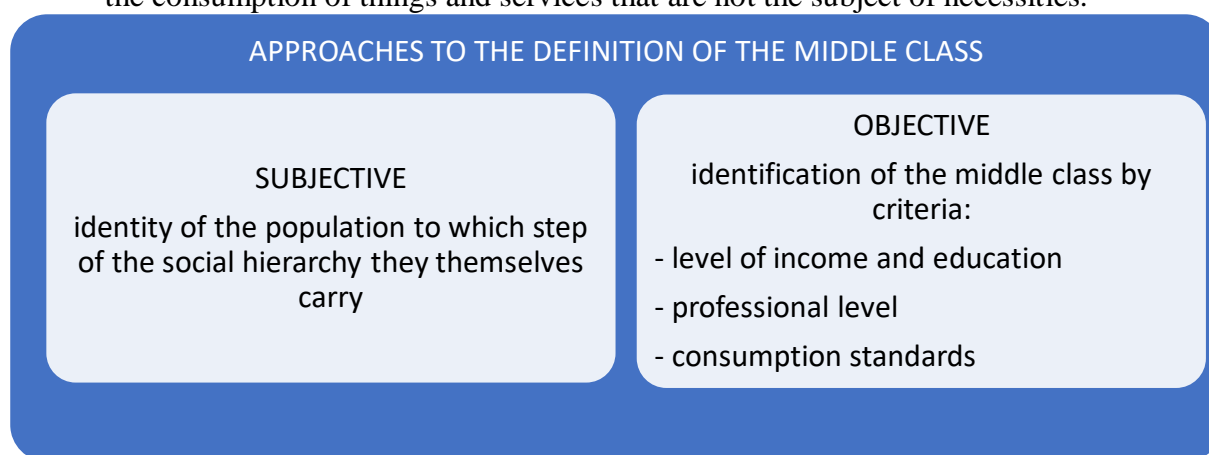 the consumption of things and services that are not the subject of necessities.
APPROACHES TO THE DEFINITION OF THE MIDDLE CLASS
SUBJECTIVE
identity of the population to which step
of the social hierarchy they themselves
carry
OBJECTIVE
identification of the middle class by
criteria:
- level of income and education
- professional level
- consumption standards